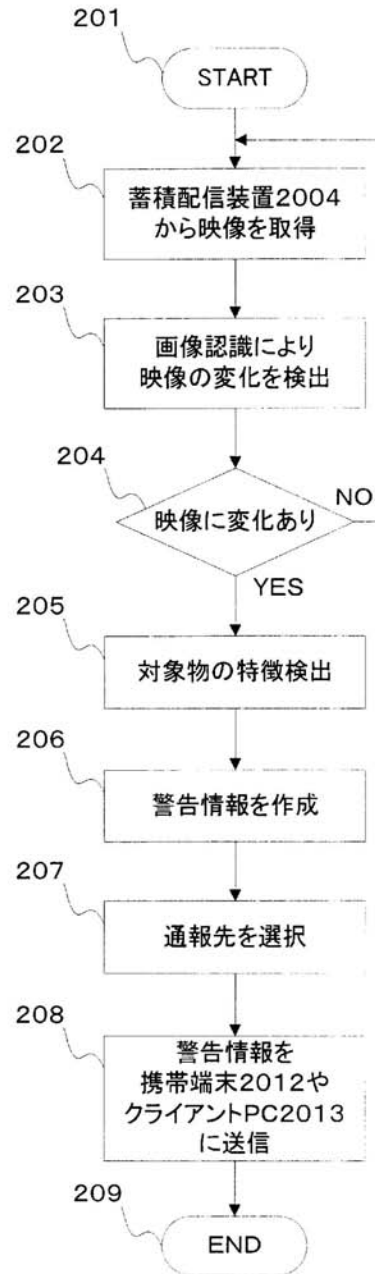 201
START
202
蓄積配信装置2004
から映像を取得
203
画像認識により
映像の変化を検出
204
映像に変化あり
NO
YES
205
対象物の特徴検出
206
警告情報を作成
207
通報先を選択
208
警告情報を
携帯端末2012や
クライアントPC2013
に送信
209
END